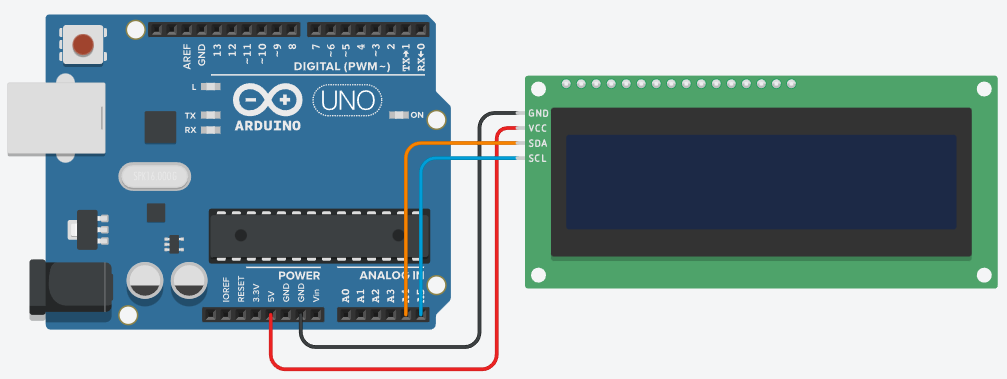 AREF
GND
13
12
~11
~10
~9
8
7
~6
~5
4
~3
2
TX→1
RX←0
DIGITAL (PWM~)
L
TX
RX
ARDUINO
UNO
ON
GND
VCC
SDA
SCL
POWER
ANALOG IN
IOREF
RESET
3.3V
5V
GND
GND
Vin
A0
A1
A2
A3